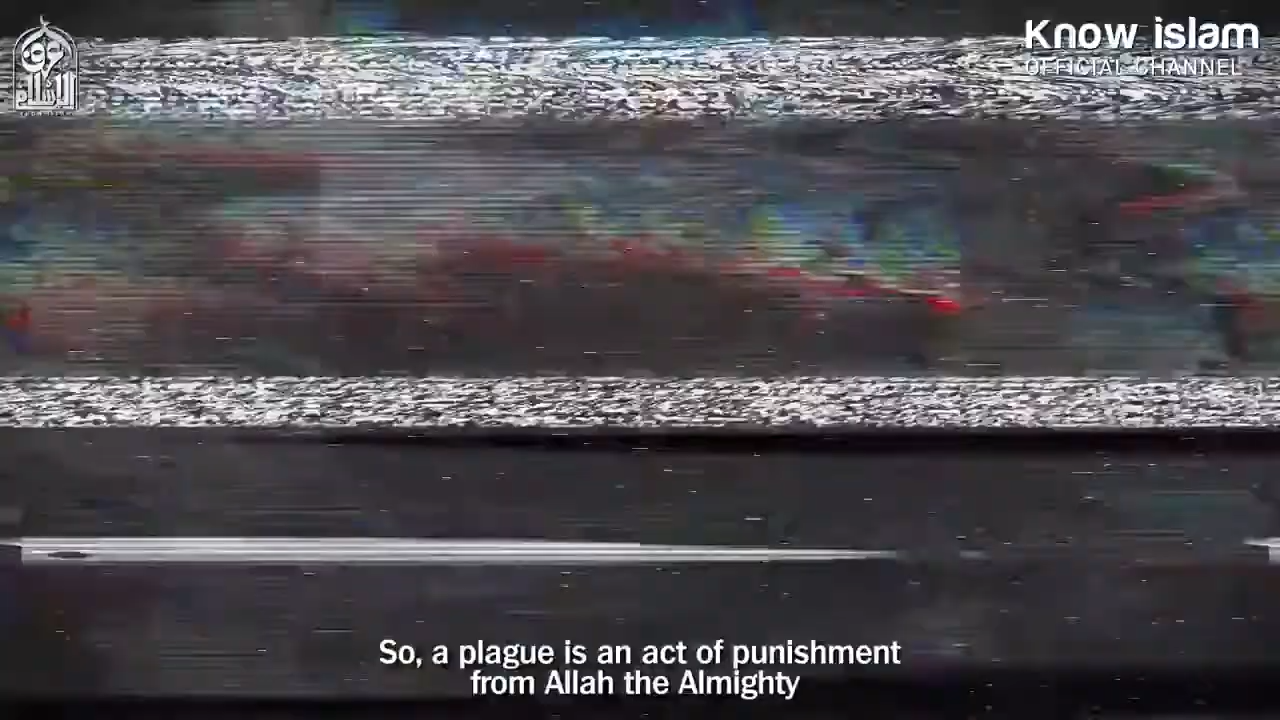 Know islam
OFFICIAL CHANNEL
So, a plague is an act of punishment
from Allah the Almighty